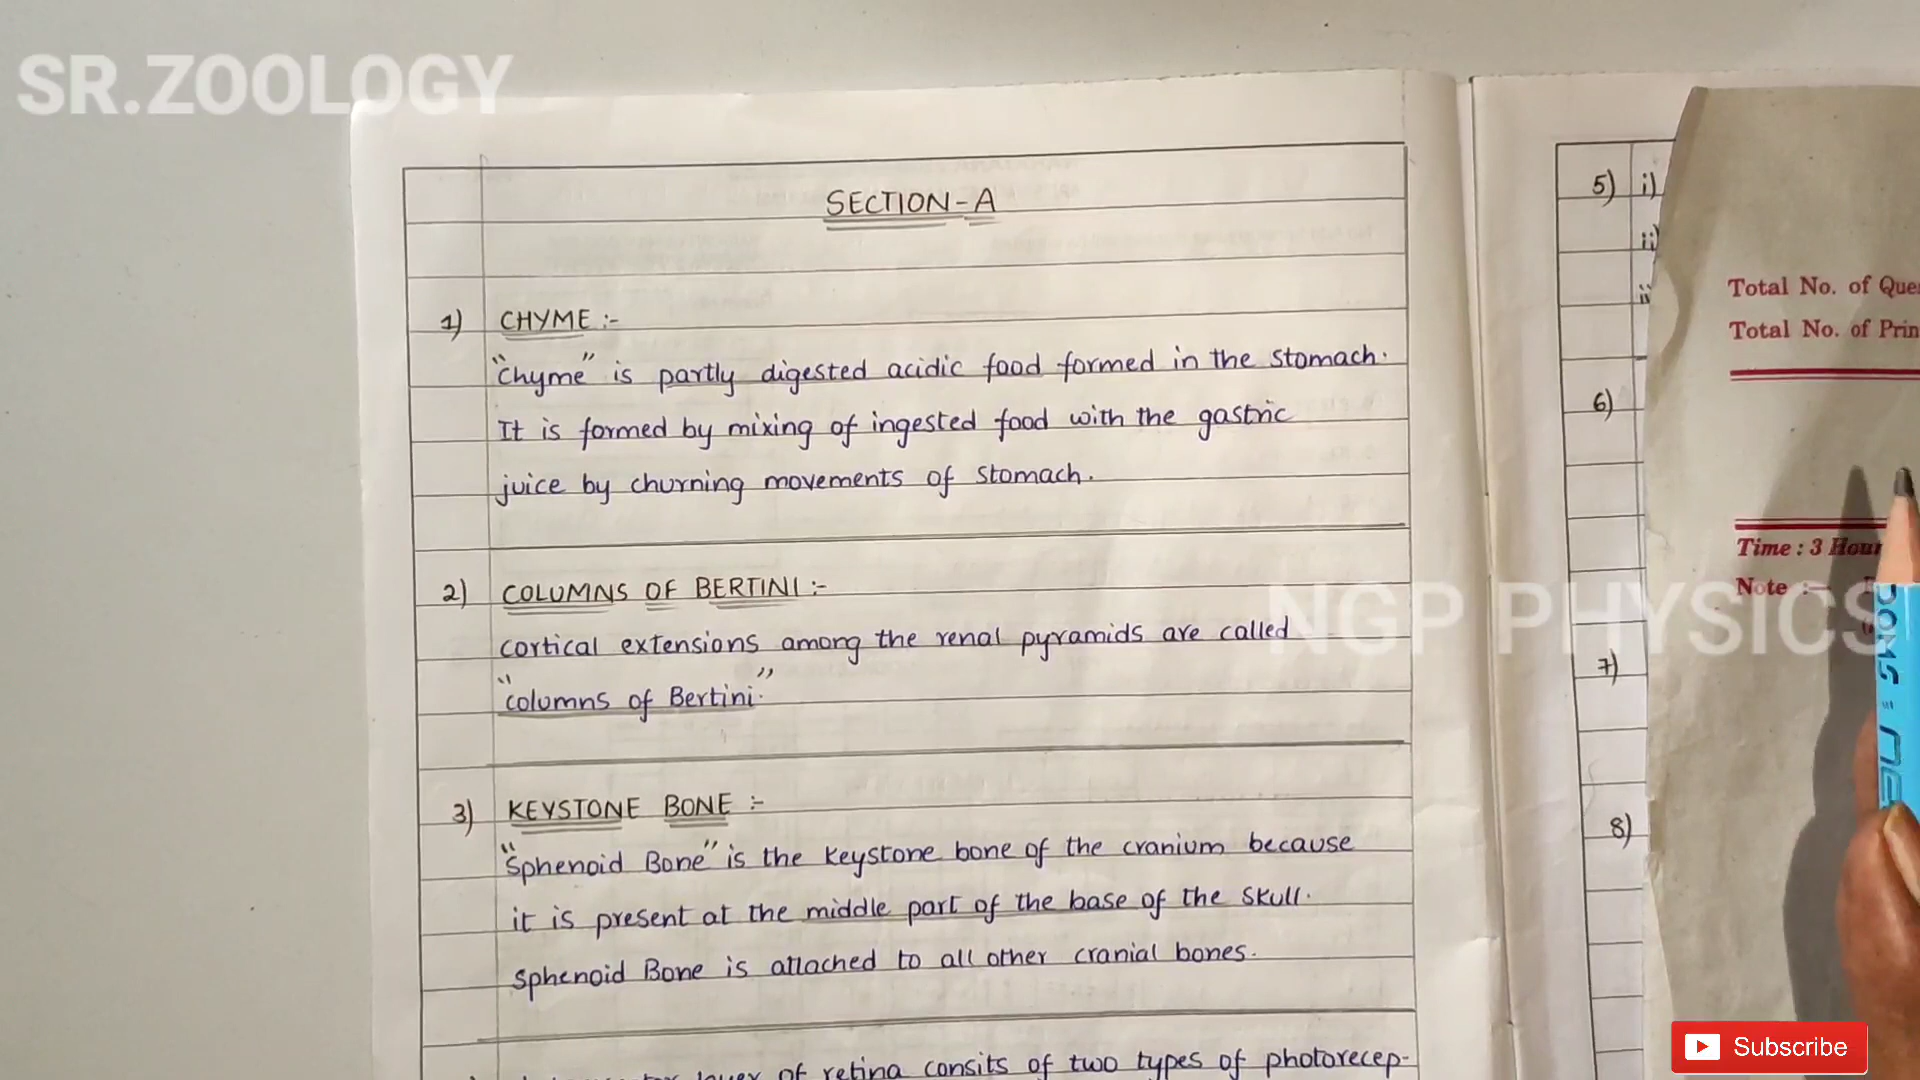 SR.ZOOLOGY
SECTION-A
1) CHYME :-
"Chyme" is partly digested acidic food formed in the stomach.
It is formed by mixing of ingested food with the gastric
juice by churning movements of stomach.
2) COLUMNS OF BERTINI :-
cortical extensions among the renal pyramids are called
"columns of Bertini."
3) KEYSTONE BONE :-
"Sphenoid Bone" is the keystone bone of the cranium because
it is present at the middle part of the base of the skull.
Sphenoid Bone is attached to all other cranial bones.
layer of retina consits of two types of photorecep-
5) i)
ii)
6)
7)
8)
Total No. of
Total No. of
Time : 3
Note :-
NGP PHYSICS
DOMS
Subscribe